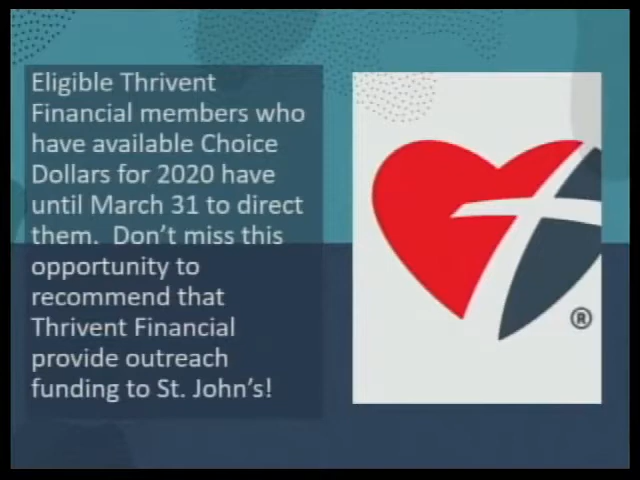 Eligible Thrivent
Financial members who
have available Choice
Dollars for 2020 have
until March 31 to direct
them.  Don't miss this
opportunity to
recommend that
Thrivent Financial
provide outreach
funding to St. John's!
®